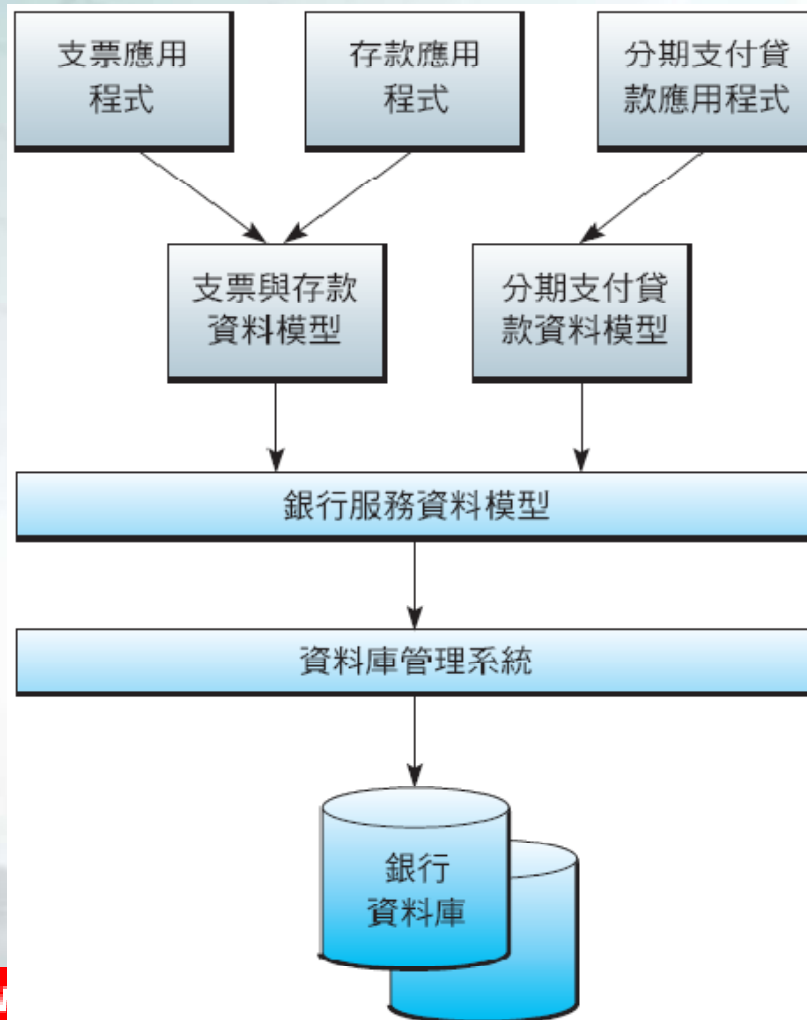 支票應用
程式
存款應用
程式
分期支付貸
款應用程式
支票與存款
資料模型
分期支付貸
款資料模型
銀行服務資料模型
資料庫管理系統
銀行
資料庫